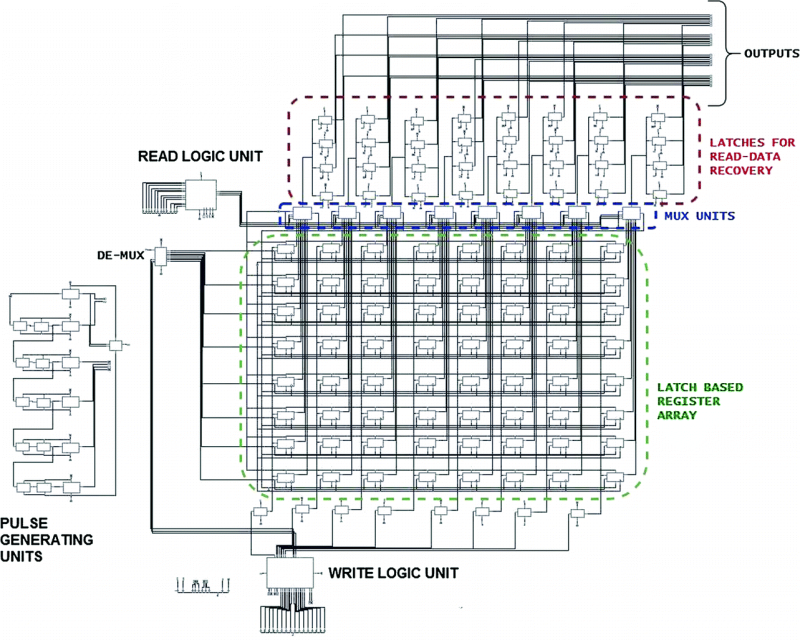 OUTPUTS
LATCHES FOR
READ-DATA
RECOVERY
READ LOGIC UNIT
MUX UNITS
DE-MUX
LATCH BASED
REGISTER
ARRAY
PULSE
GENERATING
UNITS
WRITE LOGIC UNIT